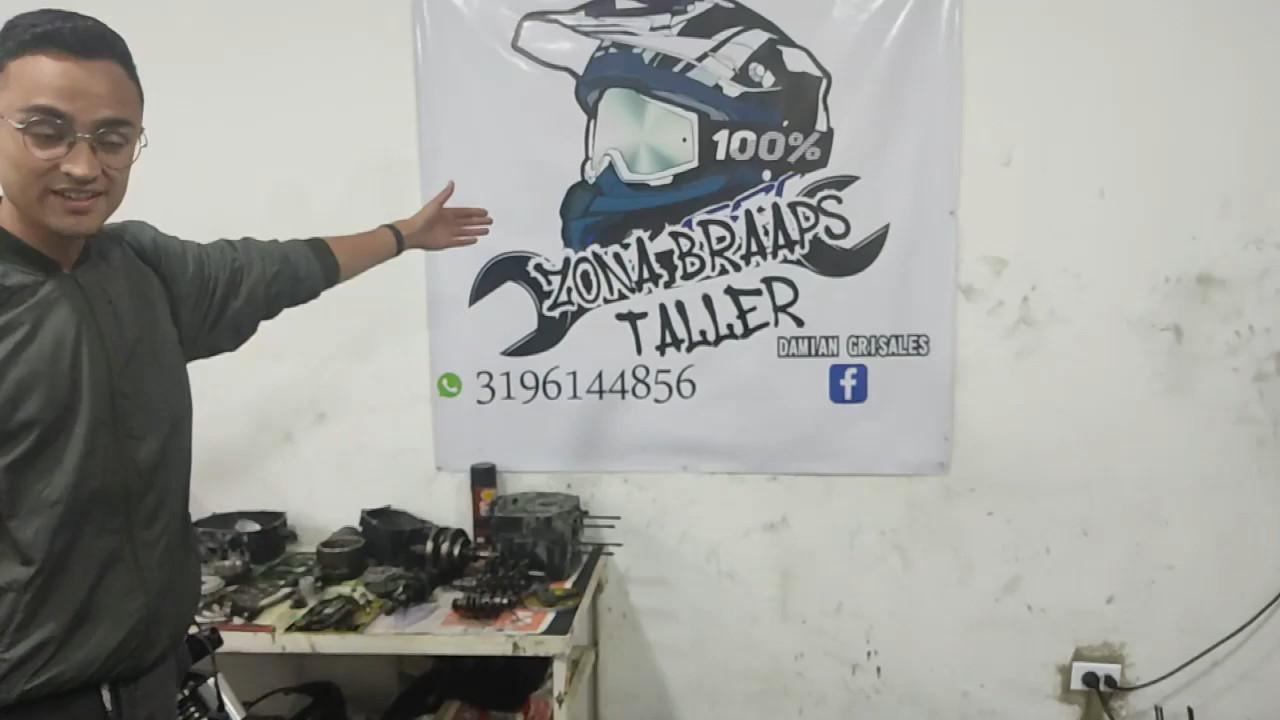 100%
ZONA BRAAPS
TALLER
DAMIAN GRISALES
3196144856